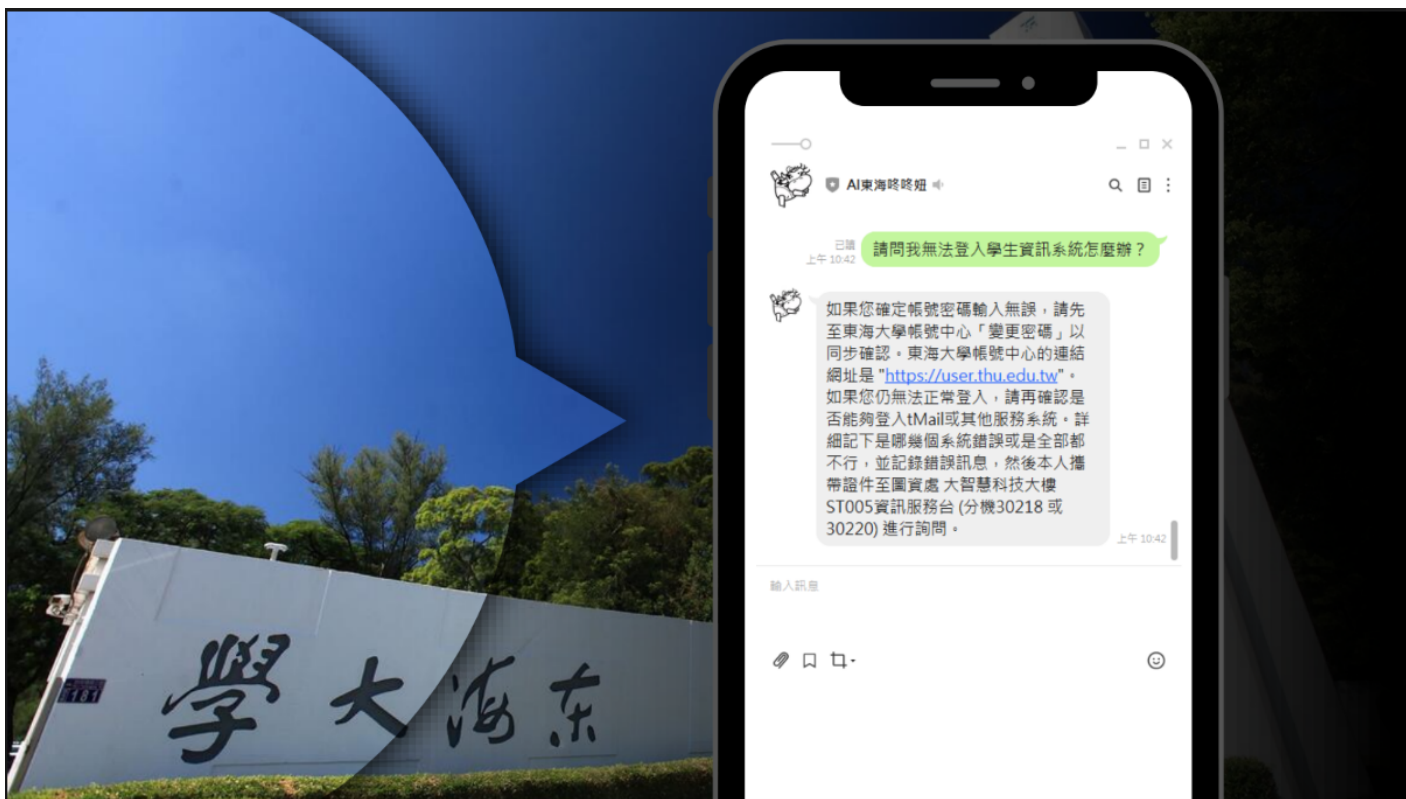 AI東海咚咚妞
已讀
上午 10:42
請問我無法登入學生資訊系統怎麼辦？
如果您確定帳號密碼輸入無誤，請先
至東海大學帳號中心「變更密碼」以
同步確認。東海大學帳號中心的連結
網址是 "https://user.thu.edu.tw"。
如果您仍無法正常登入，請再確認是
否能夠登入tMail或其他服務系統。詳
細記下是哪幾個系統錯誤或是全部都
不行，並記錄錯誤訊息，然後本人攜
帶證件至圖資處 大智慧科技大樓
ST005資訊服務台 (分機30218 或
30220) 進行詢問。
上午 10:42
輸入訊息
學大海东
181